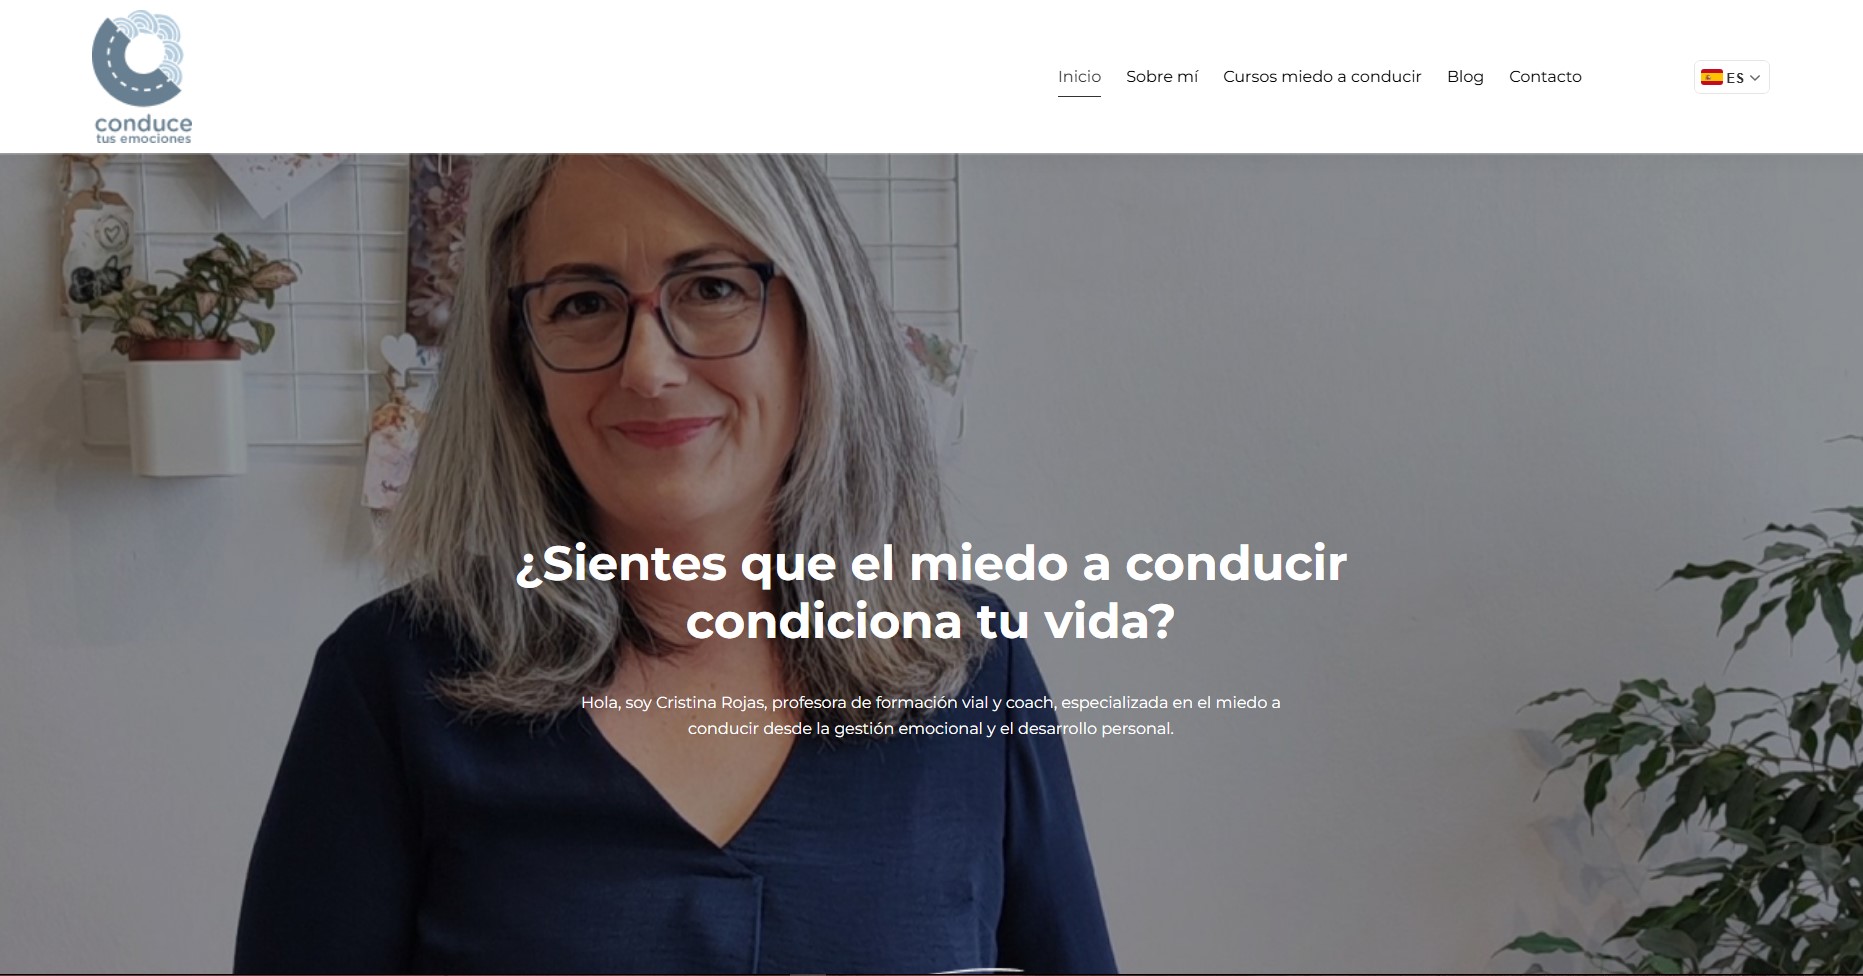 conduce
tus emociones
Inicio
Sobre mí
Cursos miedo a conducir
Blog
Contacto
ES
¿Sientes que el miedo a conducir
condiciona tu vida?
Hola, soy Cristina Rojas, profesora de formación vial y coach, especializada en el miedo a
conducir desde la gestión emocional y el desarrollo personal.